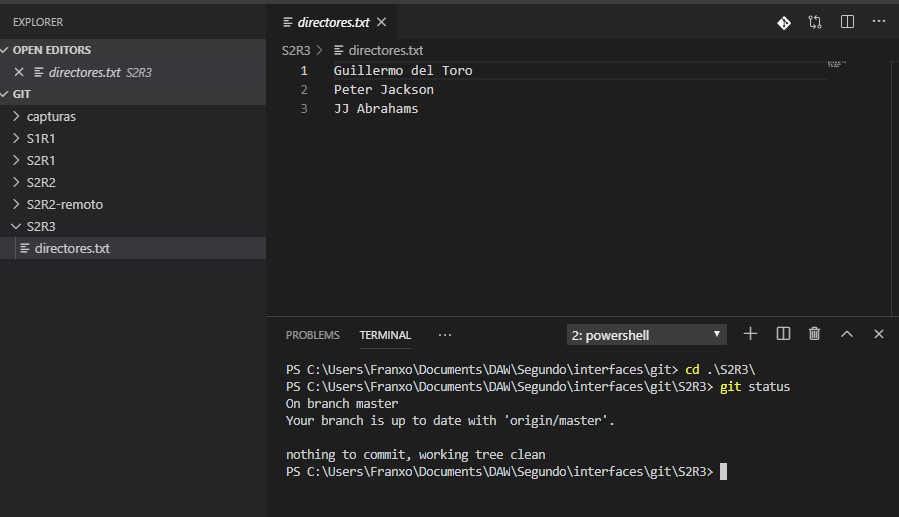 EXPLORER
OPEN EDITORS
directores.txt S2R3
GIT
capturas
S1R1
S2R1
S2R2
S2R2-remoto
S2R3
directores.txt
directores.txt
S2R3 > directores.txt
1 Guillermo del Toro
2 Peter Jackson
3 JJ Abrahams
PROBLEMS TERMINAL ··· 2: powershell
PS C:\Users\Franxo\Documents\DAW\Segundo\interfaces\git> cd .\S2R3\
PS C:\Users\Franxo\Documents\DAW\Segundo\interfaces\git\S2R3> git status
On branch master
Your branch is up to date with 'origin/master'.
nothing to commit, working tree clean
PS C:\Users\Franxo\Documents\DAW\Segundo\interfaces\git\S2R3>